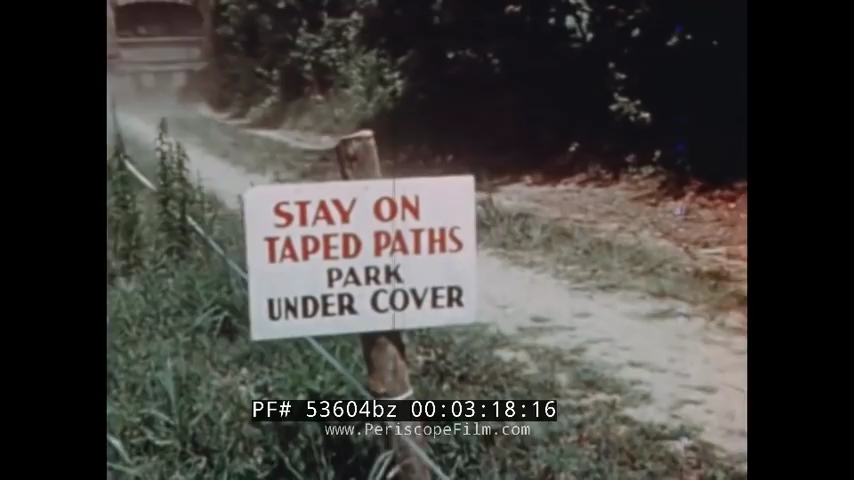 STAY ON
TAPED PATHS
PARK
UNDER COVER
PF# 53604bz 00:03:18:16
www.PeriscopeFilm.com